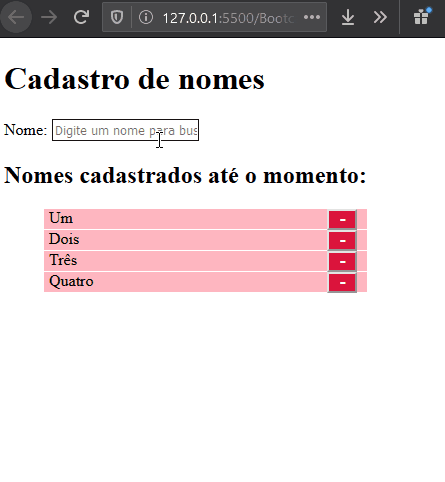 127.0.0.1:5500/Bootc
Cadastro de nomes
Nome: Digite um nome para bus
Nomes cadastrados até o momento:
Um -
Dois -
Três -
Quatro -